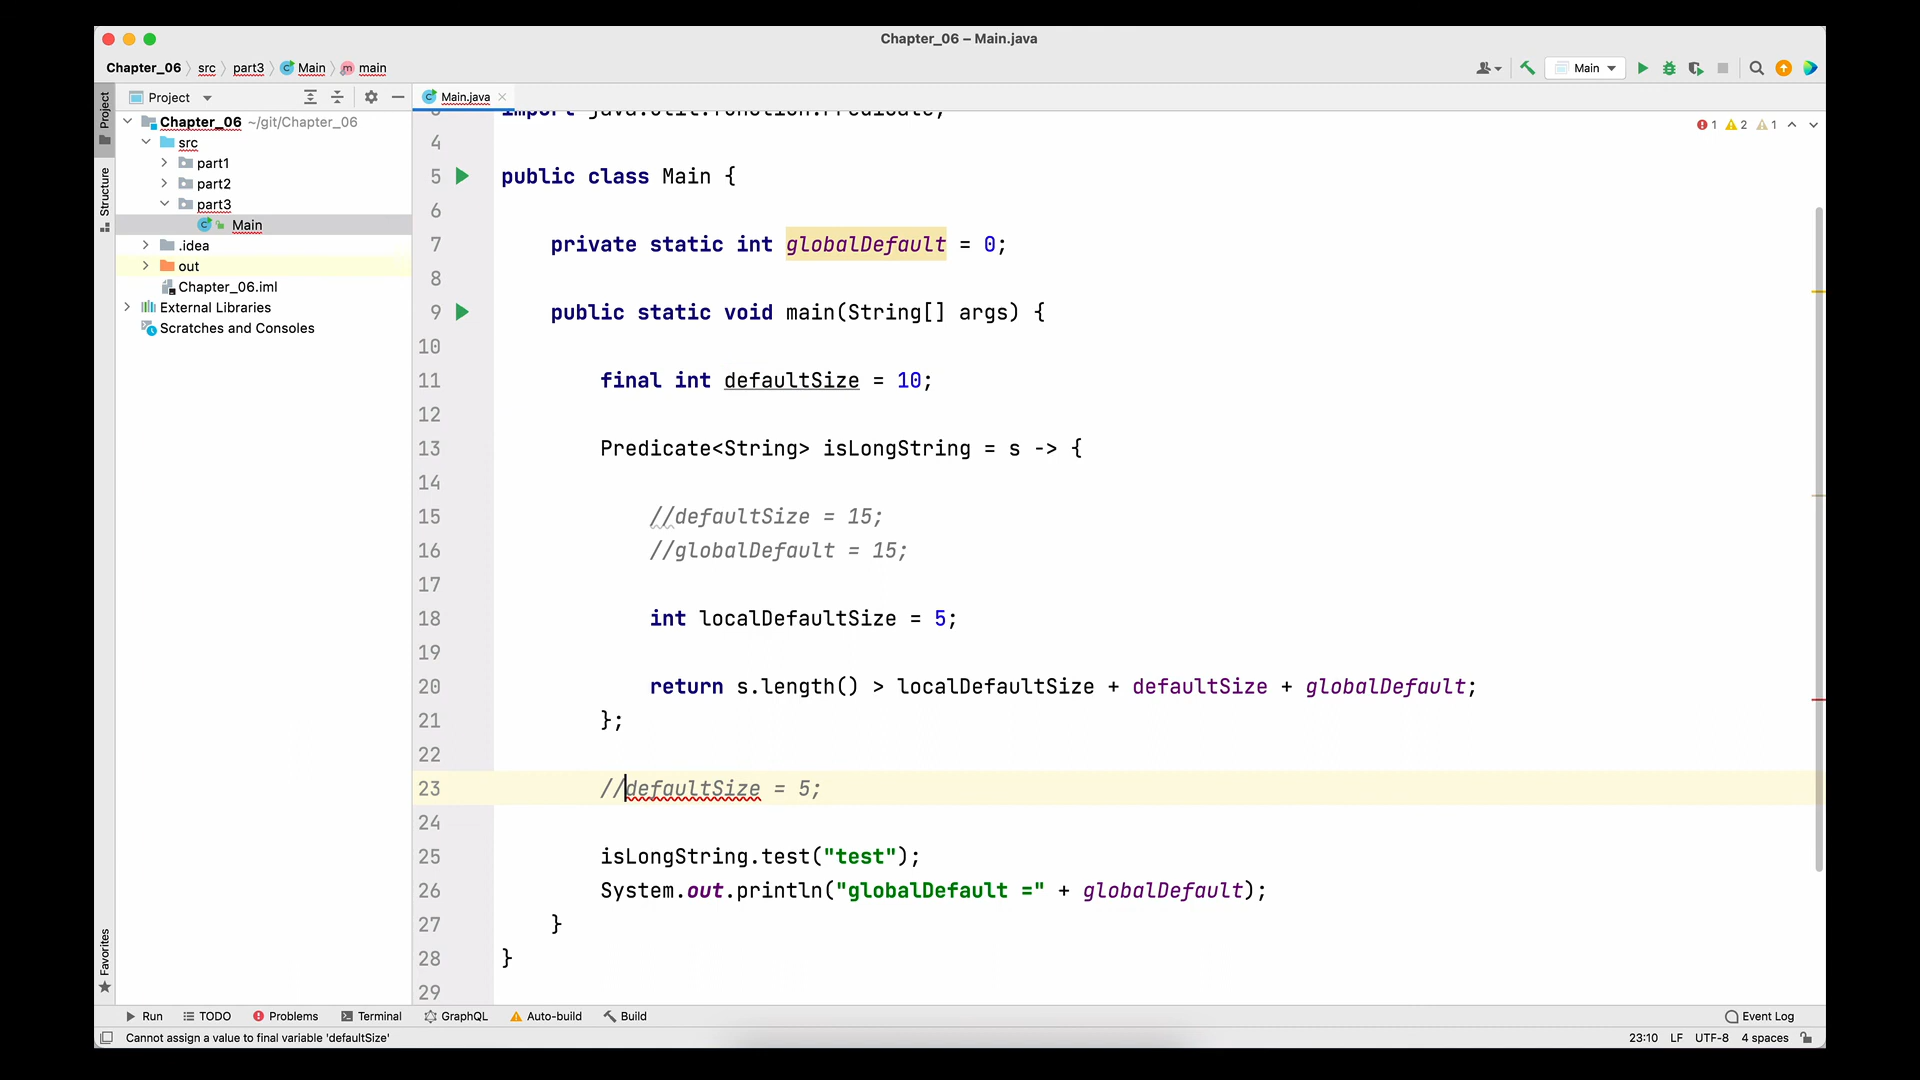 Chapter_06 – Main.java
Chapter_06 src part3 Main main
Main
Project
Main.java
Project
Structure
Favorites
Chapter_06 ~/git/Chapter_06
src
part1
part2
part3
Main
.idea
out
Chapter_06.iml
External Libraries
Scratches and Consoles
1 2 1
3 import java.util.function.Predicate;
4
5 public class Main {
6
7 private static int globalDefault = 0;
8
9 public static void main(String[] args) {
10
11 final int defaultSize = 10;
12
13 Predicate<String> isLongString = s -> {
14
15 //defaultSize = 15;
16 //globalDefault = 15;
17
18 int localDefaultSize = 5;
19
20 return s.length() > localDefaultSize + defaultSize + globalDefault;
21 };
22
23 //defaultSize = 5;
24
25 isLongString.test("test");
26 System.out.println("globalDefault =" + globalDefault);
27 }
28 }
29
Run TODO Problems Terminal GraphQL Auto-build Build Event Log
Cannot assign a value to final variable 'defaultSize' 23:10 LF UTF-8 4 spaces